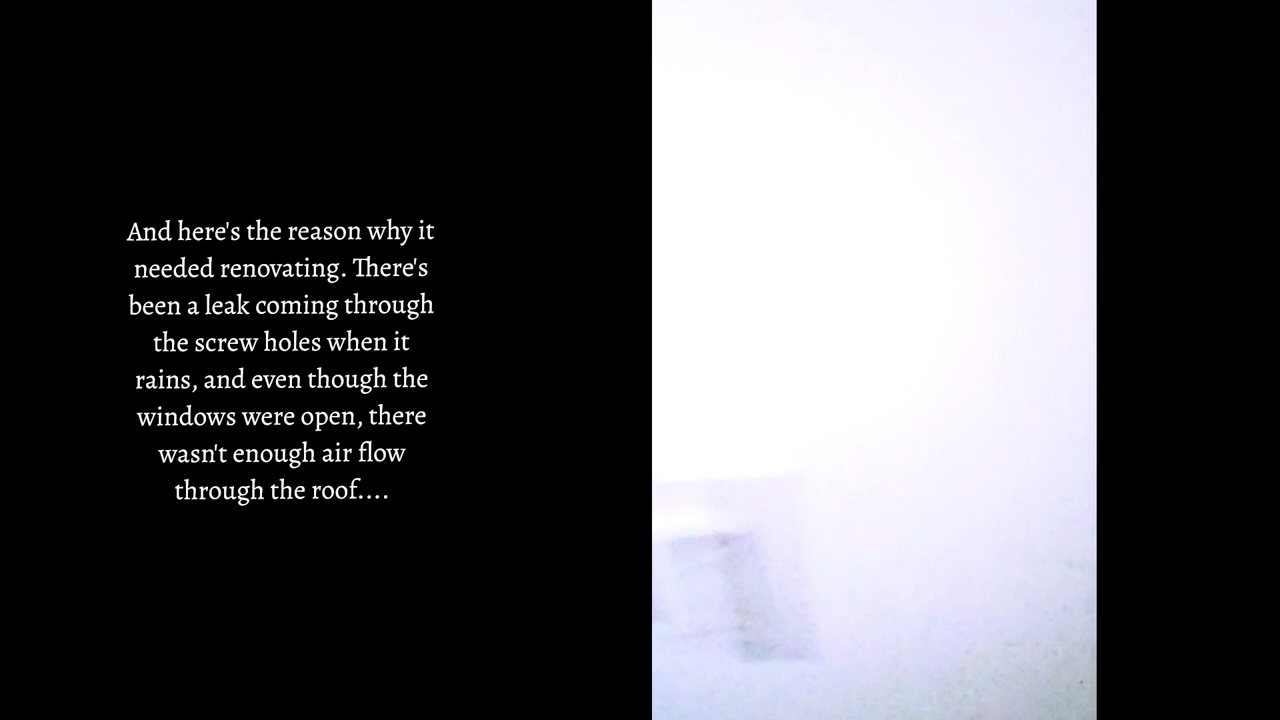 And here's the reason why it
needed renovating. There's
been a leak coming through
the screw holes when it
rains, and even though the
windows were open, there
wasn't enough air flow
through the roof....